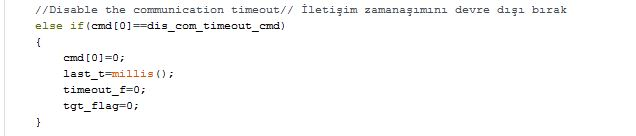 //Disable the communication timeout// İletişim zamanaşımını devre dışı bırak
else if(cmd[0]==dis_com_timeout_cmd)
{
cmd[0]=0;
last_t=millis();
timeout_f=0;
tgt_flag=0;
}